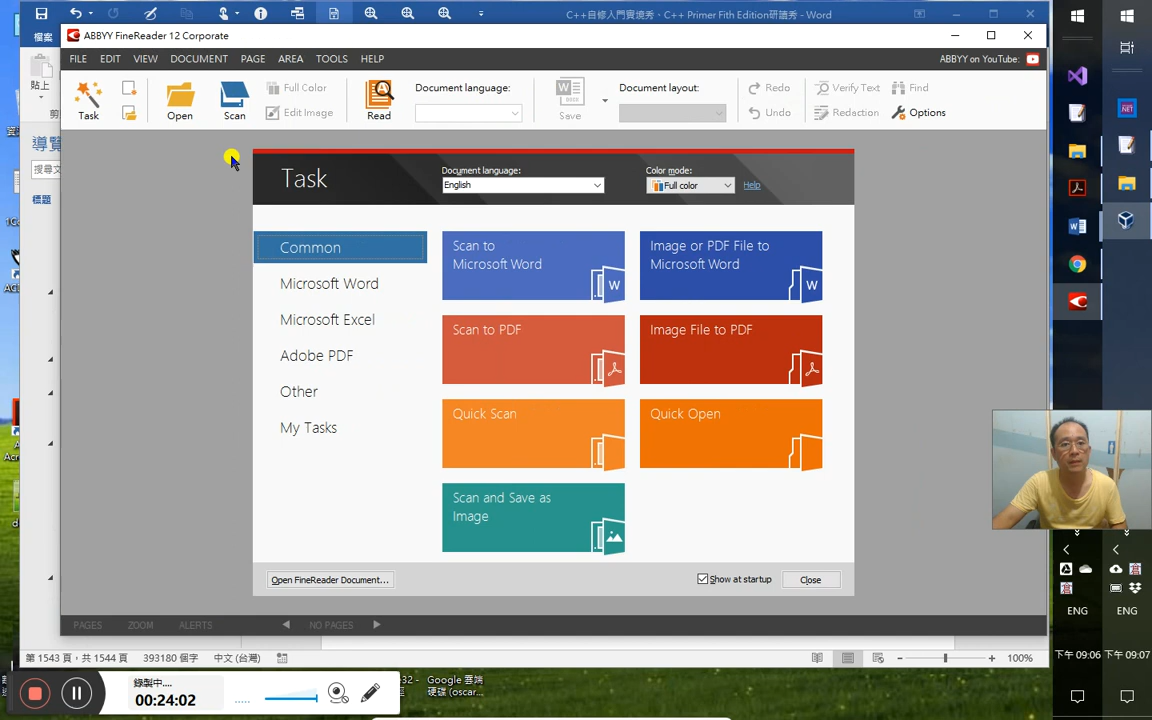 C++自修入門實境秀、C++ Primer Fith Edition研讀秀 - Word
檔案
ABBYY FineReader 12 Corporate
FILE EDIT VIEW DOCUMENT PAGE AREA TOOLS HELP
ABBYY on YouTube:
貼上
剪
Task
Open
Scan
Full Color
Edit Image
Read
Document language:
Save
Document layout:
Redo
Undo
Verify Text
Redaction
Find
Options
導覽
搜尋文
標題
Task
Document language:
English
Color mode:
Full color
Help
Common
Microsoft Word
Microsoft Excel
Adobe PDF
Other
My Tasks
Scan to
Microsoft Word
Image or PDF File to
Microsoft Word
Scan to PDF
Image File to PDF
Quick Scan
Quick Open
Scan and Save as
Image
Open FineReader Document...
Show at startup
Close
PAGES ZOOM ALERTS NO PAGES
第 1543 頁，共 1544 頁 393180 個字 中文 (台灣)
100%
錄製中....
00:24:02
Google 雲端
硬碟 (oscar...
ENG ENG
下午 09:06 下午 09:07